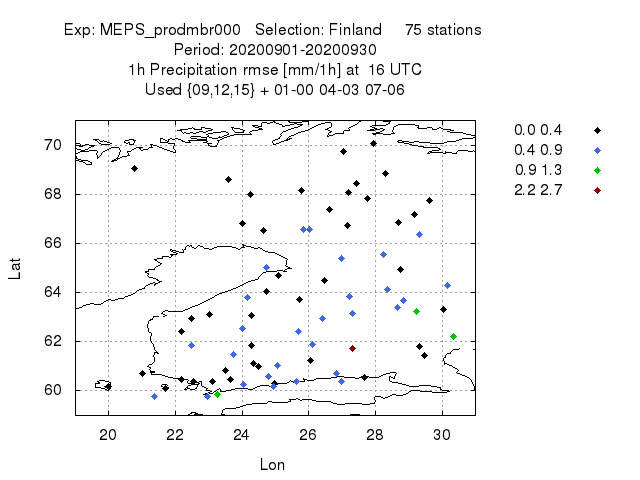 Exp: MEPS_prodmbr000 Selection: Finland 75 stations
Period: 20200901-20200930
1h Precipitation rmse [mm/1h] at 16 UTC
Used {09,12,15} + 01-00 04-03 07-06
0.0 0.4
0.4 0.9
0.9 1.3
2.2 2.7
70
68
66
64
62
60
Lat
20 22 24 26 28 30
Lon